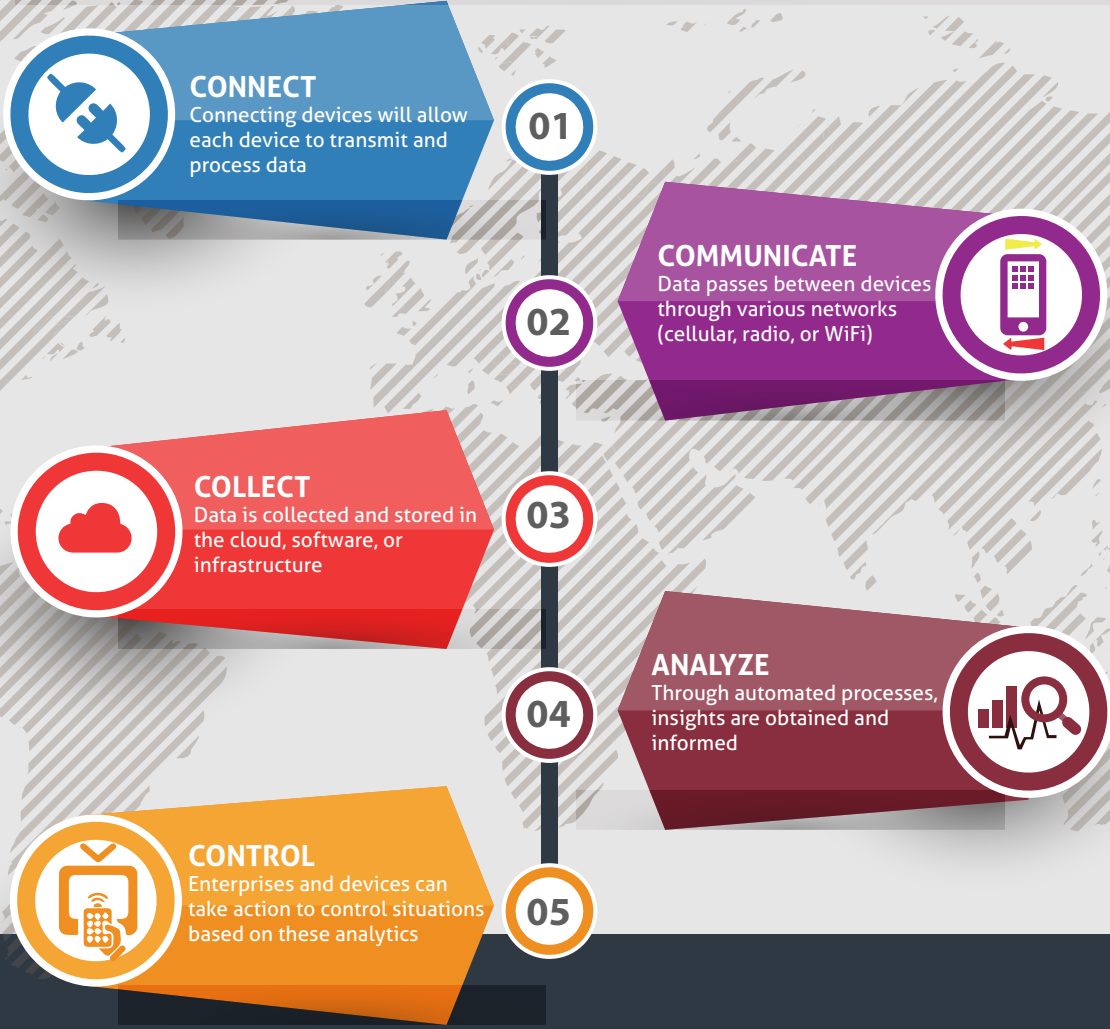 CONNECT
Connecting devices will allow
each device to transmit and
process data
01
COMMUNICATE
Data passes between devices
through various networks
(cellular, radio, or WiFi)
02
COLLECT
Data is collected and stored in
the cloud, software, or
infrastructure
03
ANALYZE
Through automated processes,
insights are obtained and
informed
04
CONTROL
Enterprises and devices can
take action to control situations
based on these analytics
05